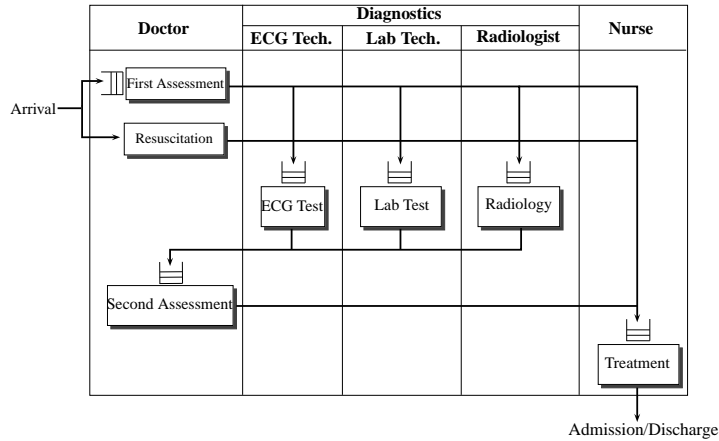 Diagnostics
Doctor
Nurse
ECG Tech.
Lab Tech.
Radiologist
First Assessment
Arrival
Resuscitation
ECG Test
Lab Test
Radiology
Second Assessment
Treatment
Admission/Discharge